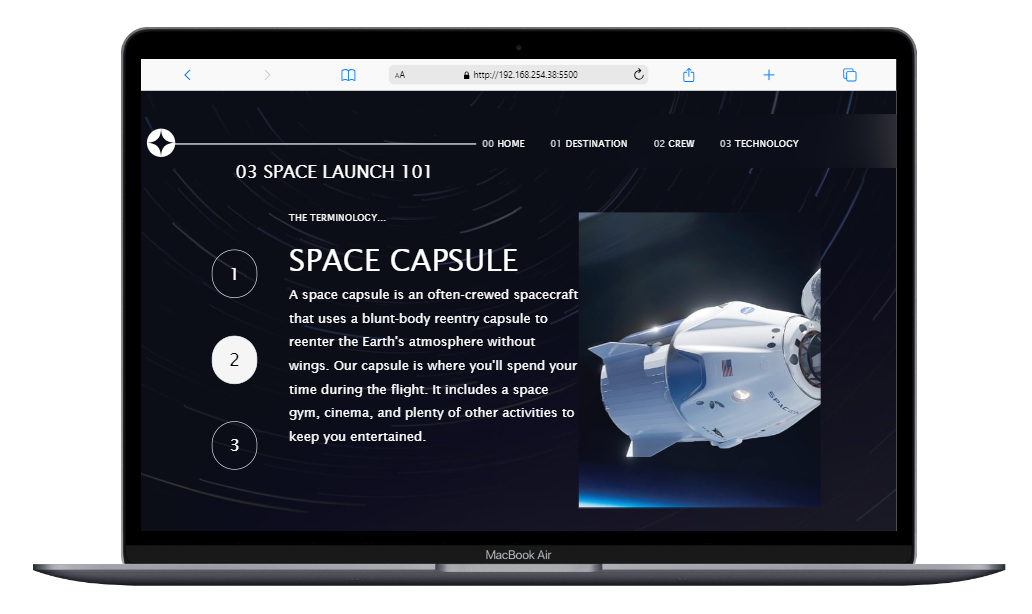 AA http://192.168.254.38:5500
00 HOME 01 DESTINATION 02 CREW 03 TECHNOLOGY
03 SPACE LAUNCH 101
THE TERMINOLOGY...
SPACE CAPSULE
1
A space capsule is an often-crewed spacecraft
that uses a blunt-body reentry capsule to
reenter the Earth's atmosphere without
wings. Our capsule is where you'll spend your
time during the flight. It includes a space
gym, cinema, and plenty of other activities to
keep you entertained.
2
3
SPACEX
MacBook Air